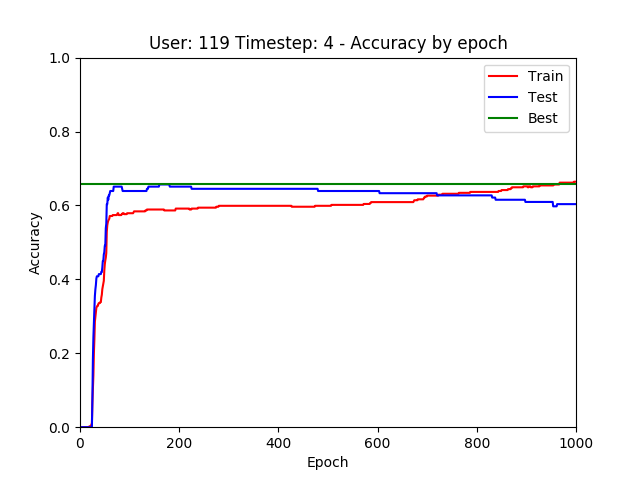 User: 119 Timestep: 4 - Accuracy by epoch
Train
Test
Best
Accuracy
1.0
0.8
0.6
0.4
0.2
0.0
0 200 400 600 800 1000
Epoch